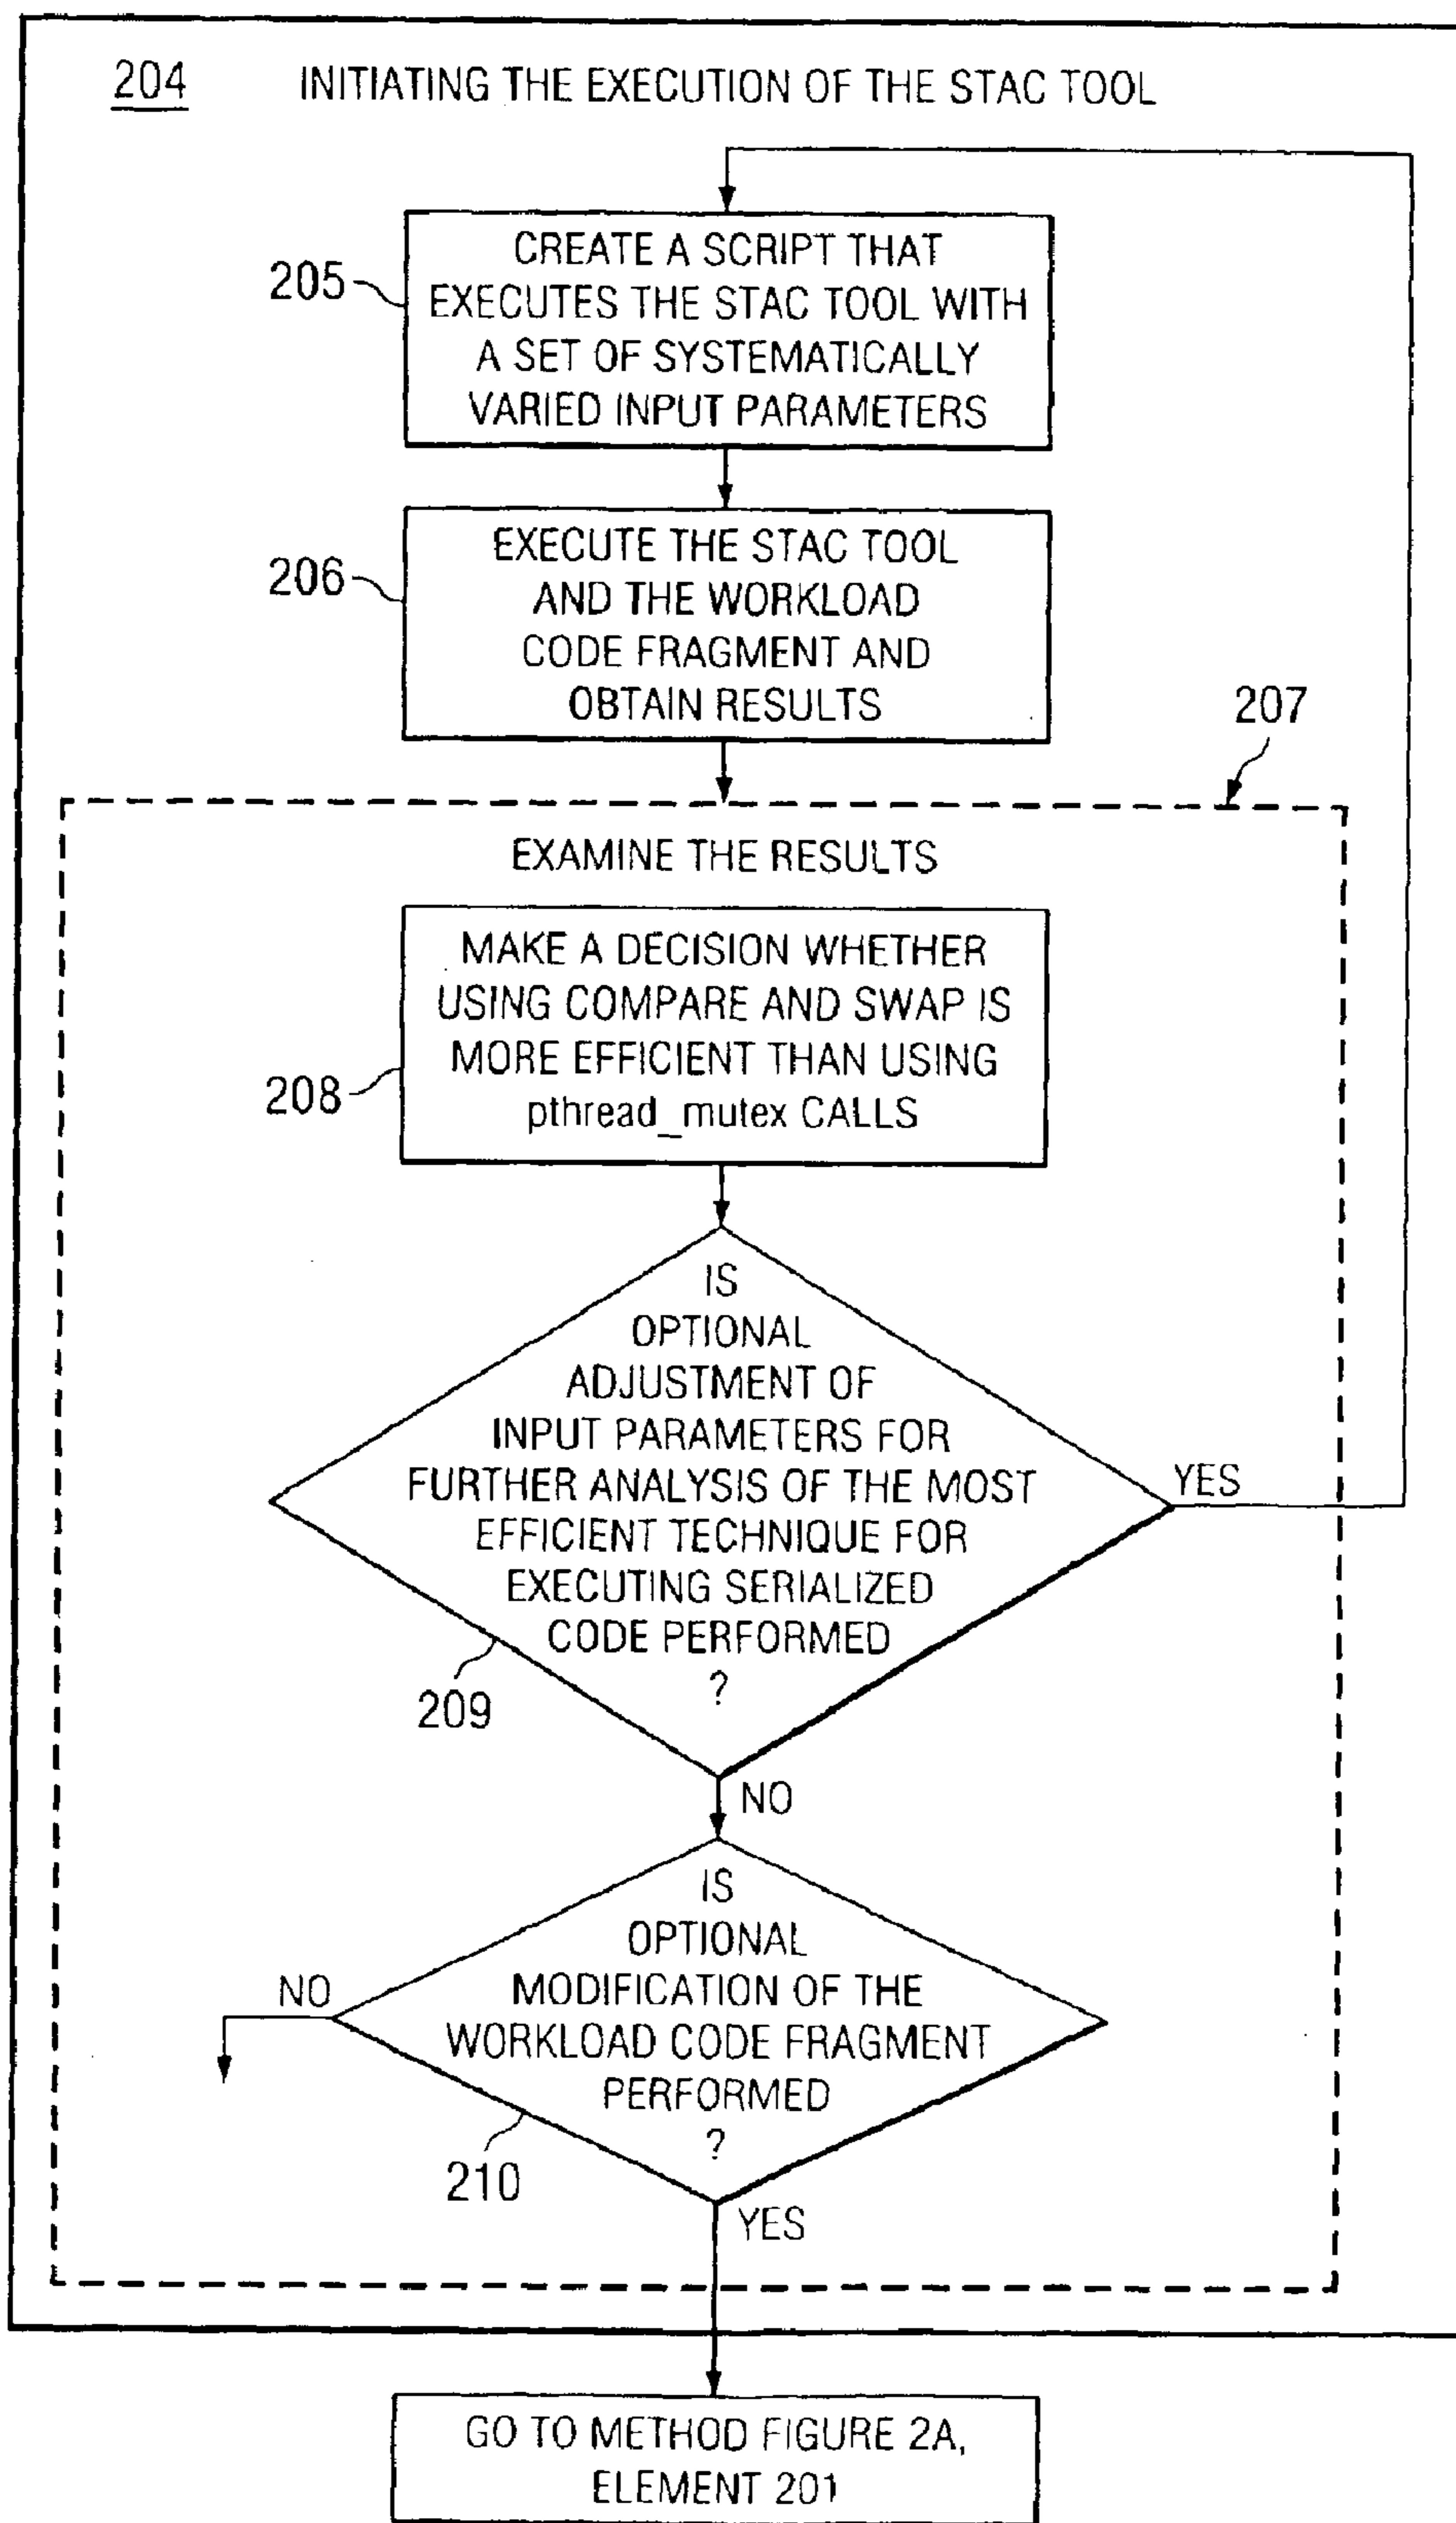 204 INITIATING THE EXECUTION OF THE STAC TOOL
205
CREATE A SCRIPT THAT
EXECUTES THE STAC TOOL WITH
A SET OF SYSTEMATICALLY
VARIED INPUT PARAMETERS
206
EXECUTE THE STAC TOOL
AND THE WORKLOAD
CODE FRAGMENT AND
OBTAIN RESULTS
207
EXAMINE THE RESULTS
208
MAKE A DECISION WHETHER
USING COMPARE AND SWAP IS
MORE EFFICIENT THAN USING
pthread_mutex CALLS
IS
OPTIONAL
ADJUSTMENT OF
INPUT PARAMETERS FOR
FURTHER ANALYSIS OF THE MOST
EFFICIENT TECHNIQUE FOR
EXECUTING SERIALIZED
CODE PERFORMED
?
YES
209
NO
IS
OPTIONAL
MODIFICATION OF THE
WORKLOAD CODE FRAGMENT
PERFORMED
?
NO
210
YES
GO TO METHOD FIGURE 2A,
ELEMENT 201